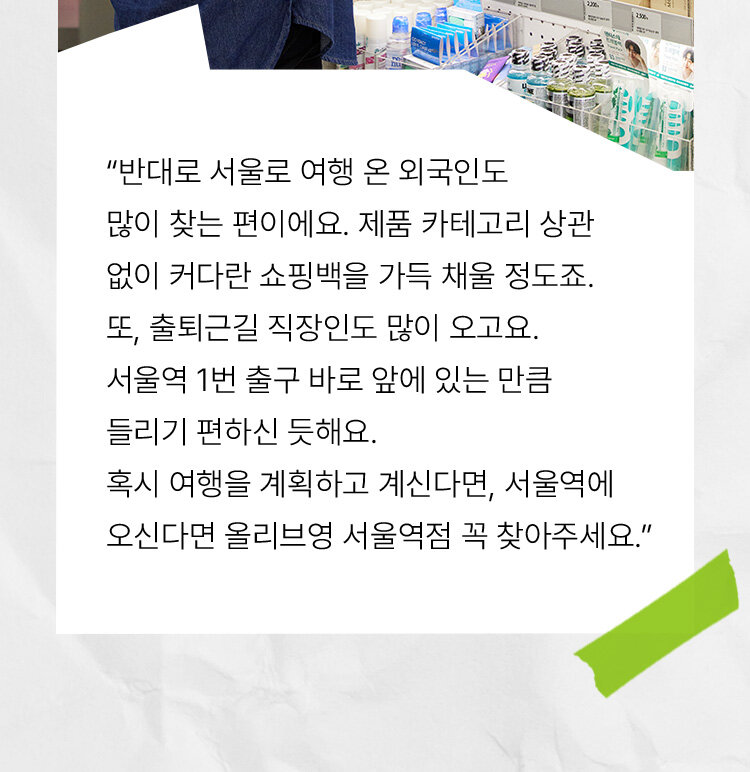 2,200
2,500
“반대로 서울로 여행 온 외국인도
많이 찾는 편이에요. 제품 카테고리 상관
없이 커다란 쇼핑백을 가득 채울 정도죠.
또, 출퇴근길 직장인도 많이 오고요.
서울역 1번 출구 바로 앞에 있는 만큼
들리기 편하신 듯해요.
혹시 여행을 계획하고 계신다면, 서울역에
오신다면 올리브영 서울역점 꼭 찾아주세요.”